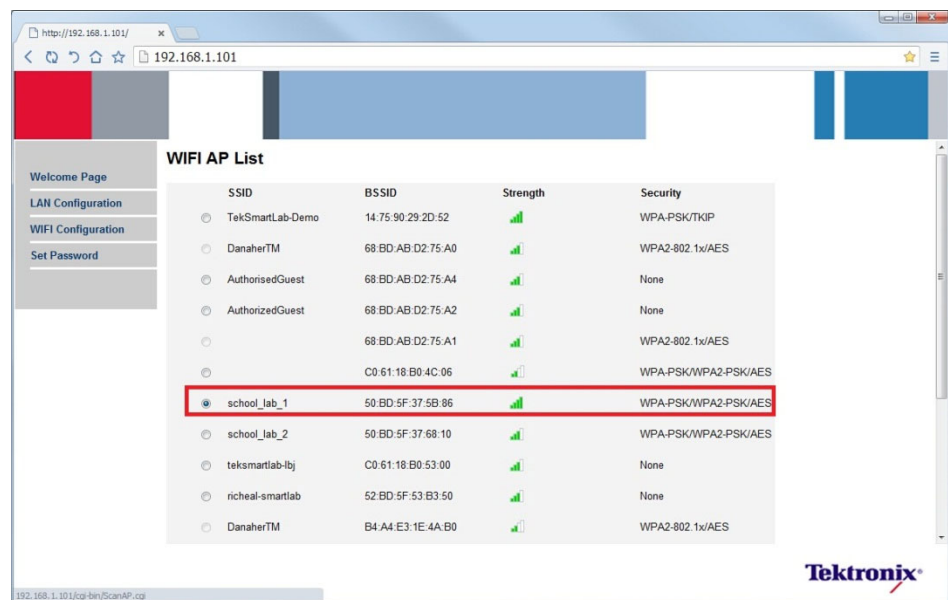 http://192.168.1.101/
192.168.1.101
WIFI AP List
Welcome Page
LAN Configuration
WIFI Configuration
Set Password
SSID BSSID Strength Security
TekSmartLab-Demo 14:75:90:29:2D:52 WPA-PSK/TKIP
DanaherTM 68:BD:AB:D2:75:A0 WPA2-802.1x/AES
AuthorisedGuest 68:BD:AB:D2:75:A4 None
AuthorizedGuest 68:BD:AB:D2:75:A2 None
68:BD:AB:D2:75:A1 WPA2-802.1x/AES
C0:61:18:B0:4C:06 WPA-PSK/WPA2-PSK/AES
school_lab_1 50:BD:5F:37:5B:86 WPA-PSK/WPA2-PSK/AES
school_lab_2 50:BD:5F:37:68:10 WPA-PSK/WPA2-PSK/AES
teksmartlab-lbj C0:61:18:B0:53:00 None
richeal-smartlab 52:BD:5F:53:B3:50 None
DanaherTM B4:A4:E3:1E:4A:B0 WPA2-802.1x/AES
Tektronix
192.168.1.101/cgi-bin/ScanAP.cgi